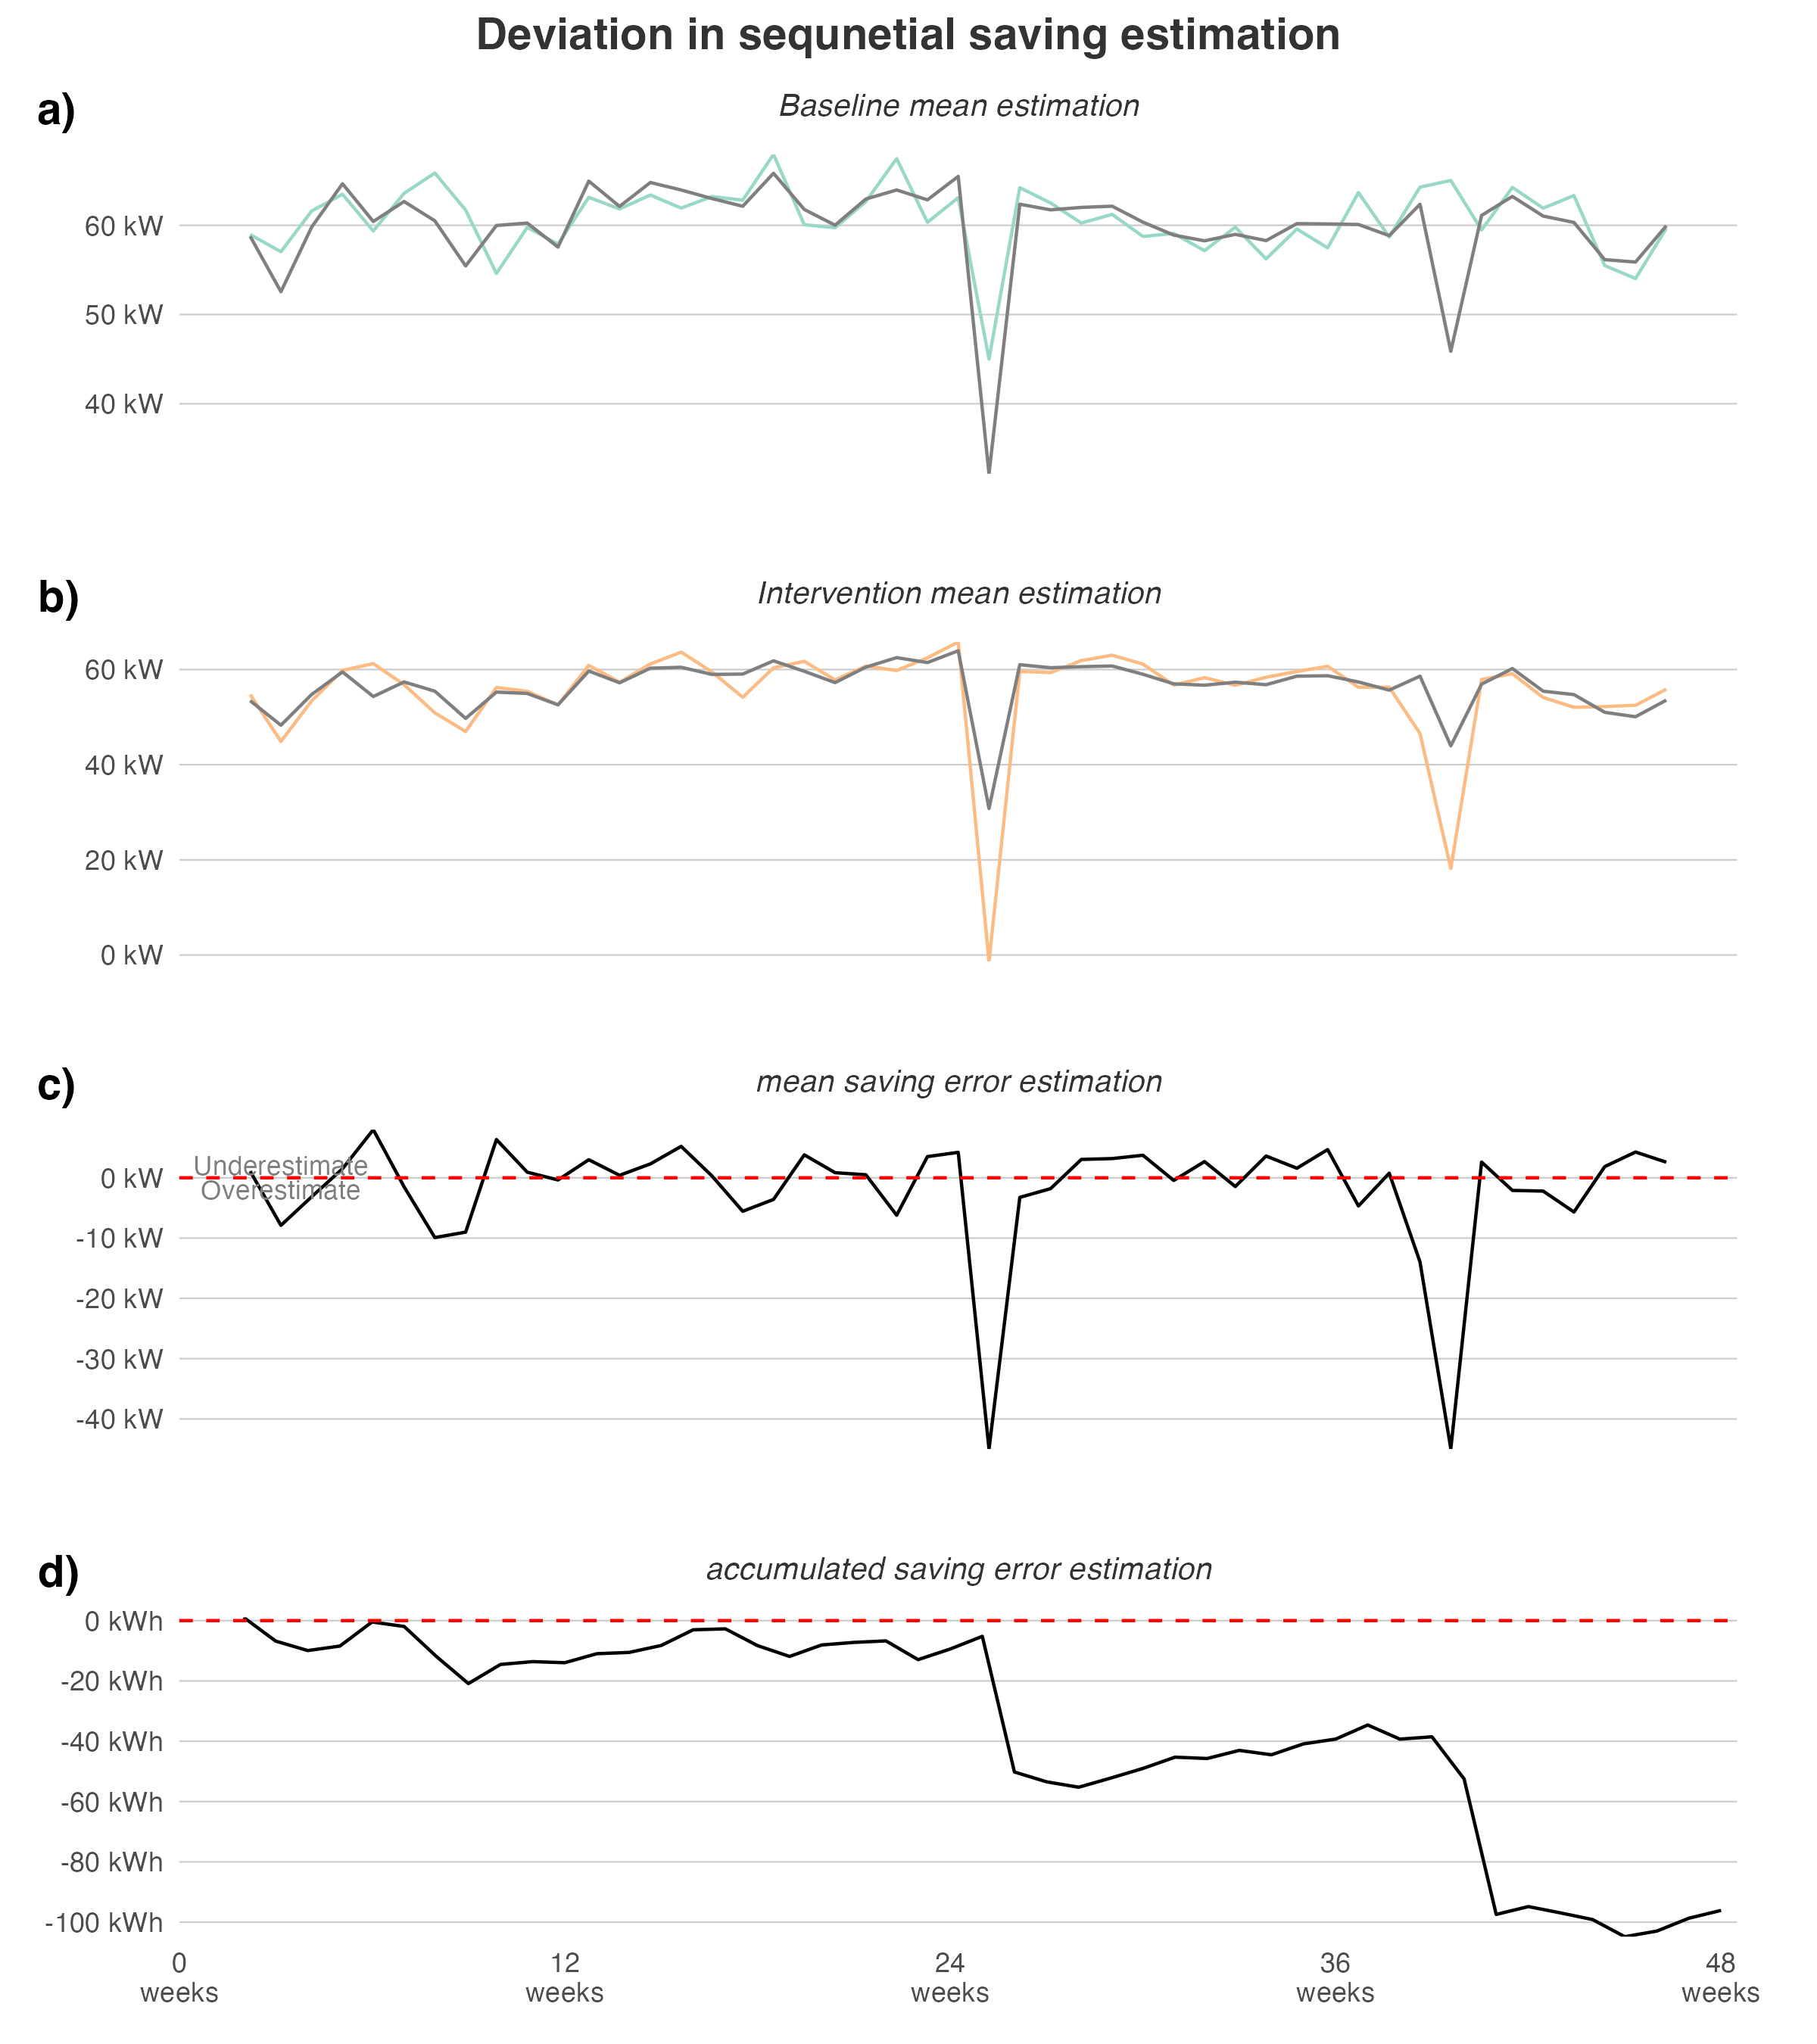 Deviation in sequnetial saving estimation
a)
Baseline mean estimation
60 kW
50 kW
40 kW
b)
Intervention mean estimation
60 kW
40 kW
20 kW
0 kW
c)
mean saving error estimation
Underestimate
0 kW
Overestimate
-10 kW
-20 kW
-30 kW
-40 kW
d)
accumulated saving error estimation
0 kWh
-20 kWh
-40 kWh
-60 kWh
-80 kWh
-100 kWh
0 12 24 36 48
weeks weeks weeks weeks weeks